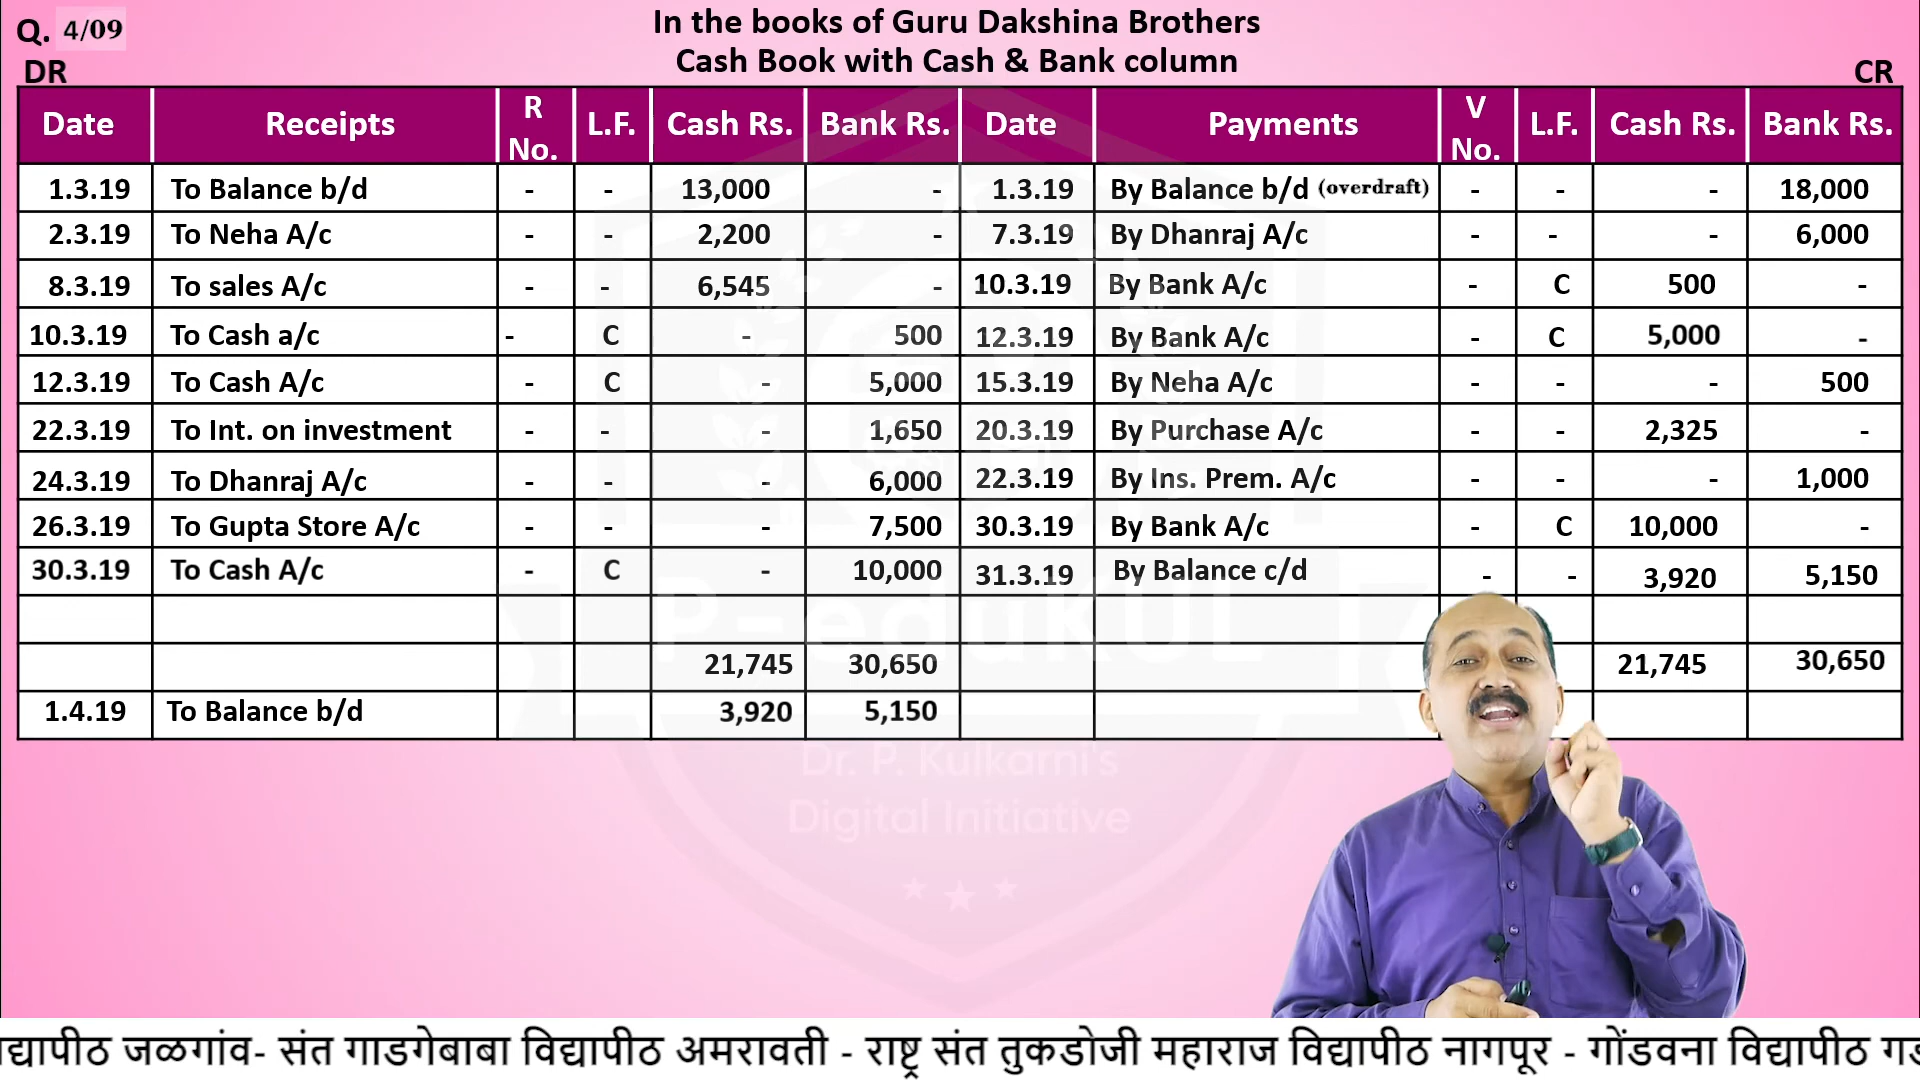 Q. 4/09
In the books of Guru Dakshina Brothers
Cash Book with Cash & Bank column
DR CR
Date Receipts R No. L.F. Cash Rs. Bank Rs. Date Payments V No. L.F. Cash Rs. Bank Rs.
1.3.19 To Balance b/d - - 13,000 - 1.3.19 By Balance b/d (overdraft) - - - 18,000
2.3.19 To Neha A/c - - 2,200 - 7.3.19 By Dhanraj A/c - - - 6,000
8.3.19 To sales A/c - - 6,545 - 10.3.19 By Bank A/c - C 500 -
10.3.19 To Cash a/c - C - 500 12.3.19 By Bank A/c - C 5,000 -
12.3.19 To Cash A/c - C - 5,000 15.3.19 By Neha A/c - - - 500
22.3.19 To Int. on investment - - - 1,650 20.3.19 By Purchase A/c - - 2,325 -
24.3.19 To Dhanraj A/c - - - 6,000 22.3.19 By Ins. Prem. A/c - - - 1,000
26.3.19 To Gupta Store A/c - - - 7,500 30.3.19 By Bank A/c - C 10,000 -
30.3.19 To Cash A/c - C - 10,000 31.3.19 By Balance c/d - - 3,920 5,150
P-eduKUL
21,745 30,650 21,745 30,650
1.4.19 To Balance b/d 3,920 5,150
Dr. P. Kulkarni's
Digital Initiative
जळगांव- संत गाडगेबाबा विद्यापीठ अमरावती - राष्ट्र संत तुकडोजी महाराज विद्यापीठ नागपूर - गोंडवना विद्यापीठ